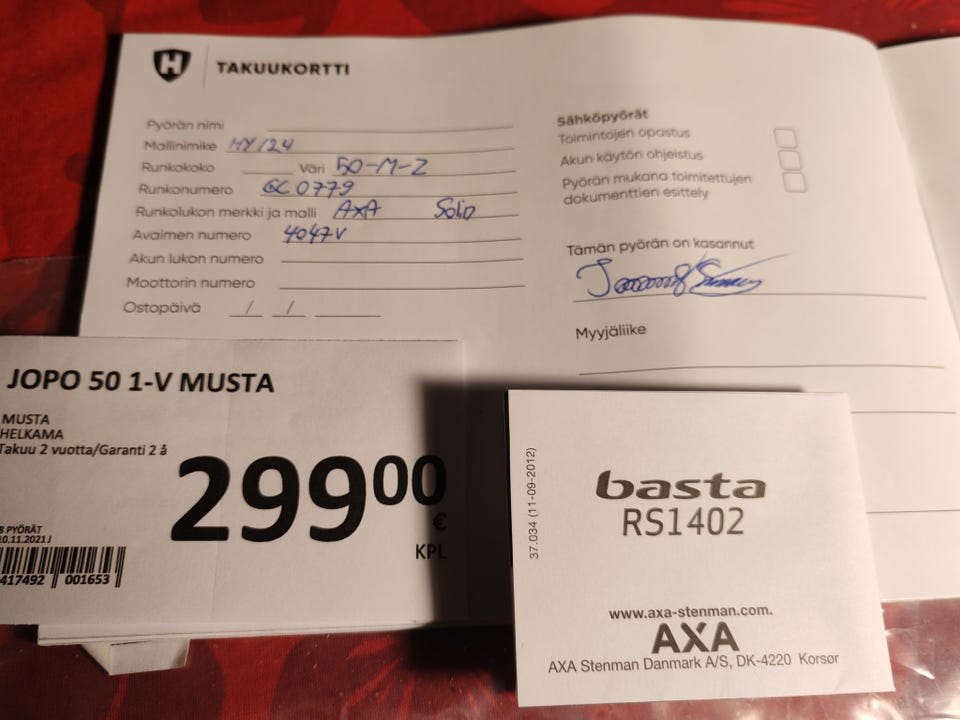 H TAKUUKORTTI
Pyörän nimi
Mallinimike HY124
Runkokoko Väri 50-M-Z
Runkonumero GC0779
Runkolukon merkki ja malli AXA Solid
Avaimen numero 4047V
Akun lukon numero
Moottorin numero
Ostopäivä / /
Sähköpyörät
Toimintojen opastus
Akun käytön ohjeistus
Pyörän mukana toimitettujen
dokumenttien esittely
Tämän pyörän on kasannut
Myyjäliike
JOPO 50 1-V MUSTA
MUSTA
HELKAMA
Takuu 2 vuotta/Garanti 2 å
29900
€
KPL
PYÖRÄT
10.11.2021 J
417492 001653
37.034 (11-09-2012)
basta
RS1402
www.axa-stenman.com.
AXA
AXA Stenman Danmark A/S, DK-4220 Korsør